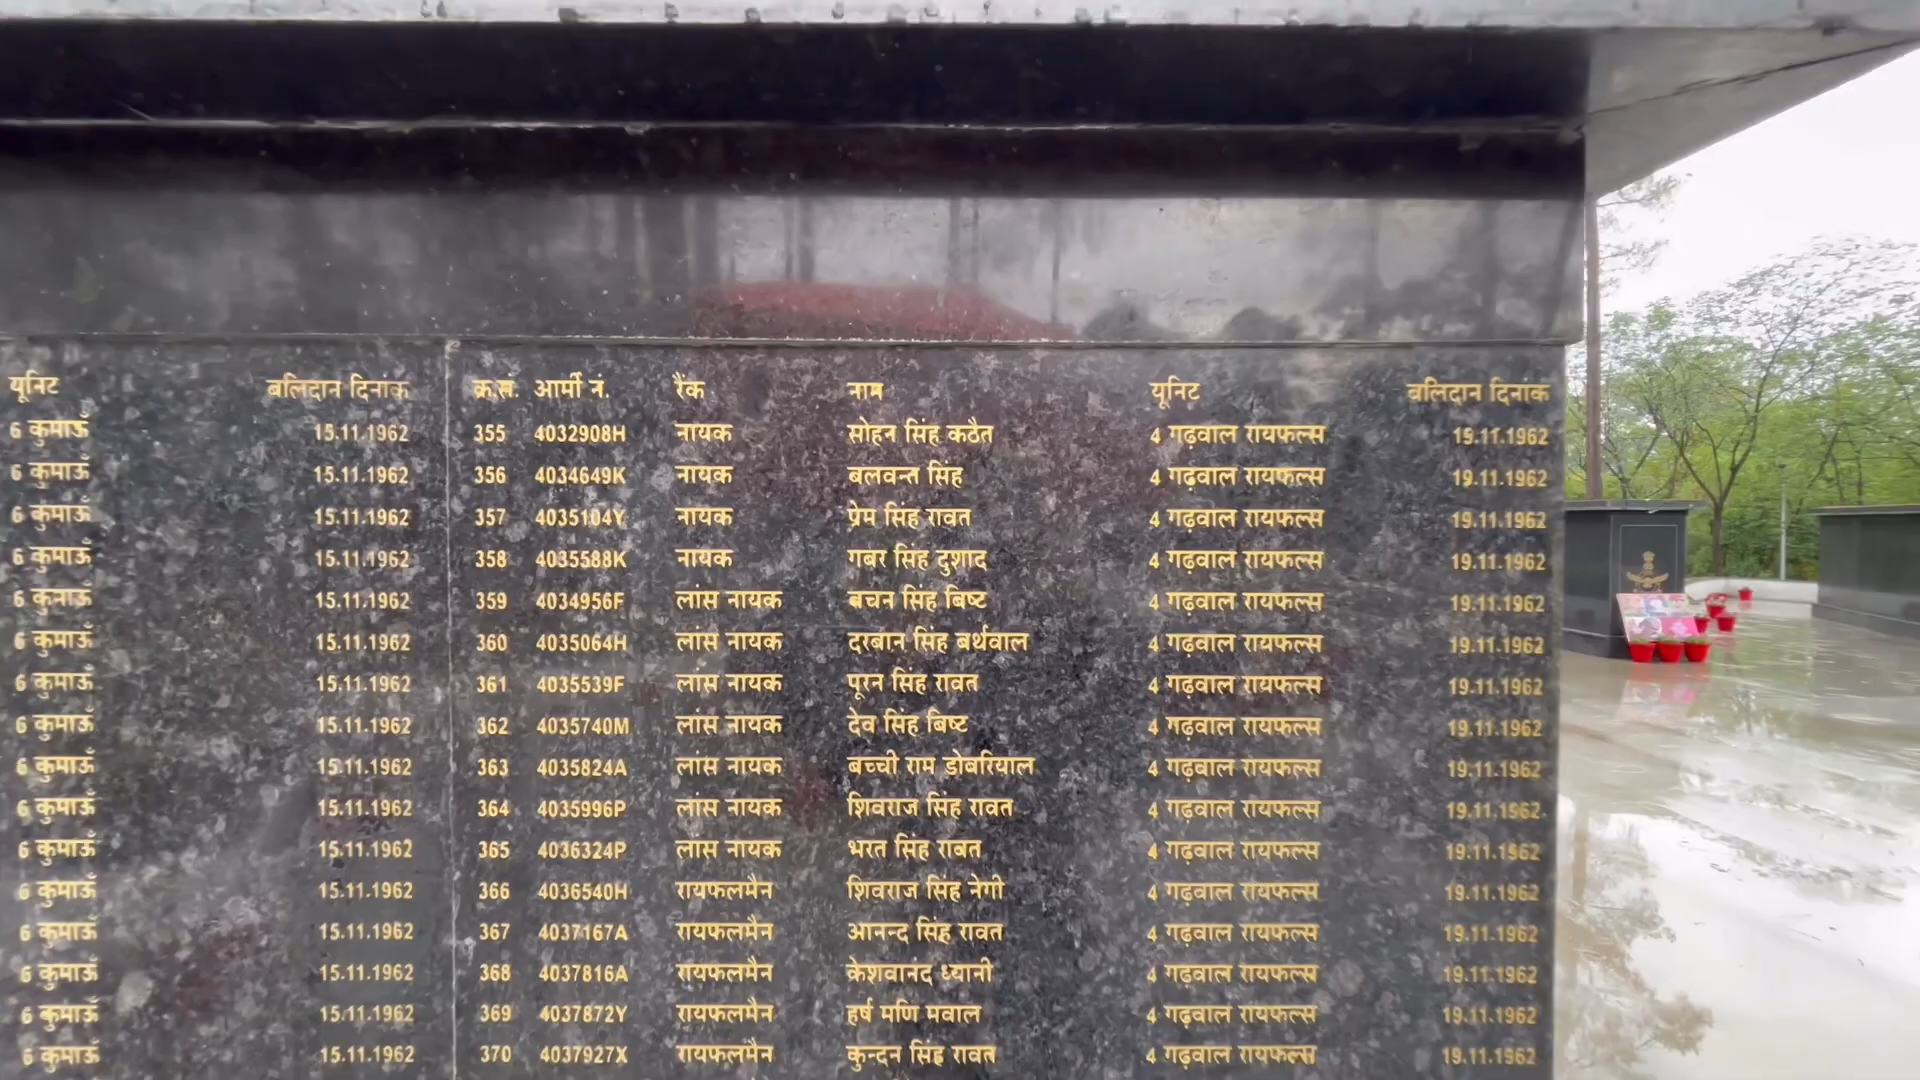 यूनिट बलिदान दिनांक क्र.सं. आर्मी नं. रैंक नाम यूनिट बलिदान दिनांक
6 कुमाऊँ 15.11.1962 355 4032908H नायक सोहन सिंह कठैत 4 गढ़वाल रायफल्स 19.11.1962
6 कुमाऊँ 15.11.1962 356 4034649K नायक बलवन्त सिंह 4 गढ़वाल रायफल्स 19.11.1962
6 कुमाऊँ 15.11.1962 357 4035104Y नायक प्रेम सिंह रावत 4 गढ़वाल रायफल्स 19.11.1962
6 कुमाऊँ 15.11.1962 358 4035588K नायक गबर सिंह दुशाद 4 गढ़वाल रायफल्स 19.11.1962
6 कुमाऊँ 15.11.1962 359 4034956F लांस नायक बचन सिंह बिष्ट 4 गढ़वाल रायफल्स 19.11.1962
6 कुमाऊँ 15.11.1962 360 4035064H लांस नायक दरबान सिंह बर्थवाल 4 गढ़वाल रायफल्स 19.11.1962
6 कुमाऊँ 15.11.1962 361 4035539F लांस नायक पूरन सिंह रावत 4 गढ़वाल रायफल्स 19.11.1962
6 कुमाऊँ 15.11.1962 362 4035740M लांस नायक देव सिंह बिष्ट 4 गढ़वाल रायफल्स 19.11.1962
6 कुमाऊँ 15.11.1962 363 4035824A लांस नायक बच्ची राम डोबरियाल 4 गढ़वाल रायफल्स 19.11.1962
6 कुमाऊँ 15.11.1962 364 4035996P लांस नायक शिवराज सिंह रावत 4 गढ़वाल रायफल्स 19.11.1962
6 कुमाऊँ 15.11.1962 365 4036324P लांस नायक भरत सिंह रावत 4 गढ़वाल रायफल्स 19.11.1962
6 कुमाऊँ 15.11.1962 366 4036540H रायफलमैन शिवराज सिंह नेगी 4 गढ़वाल रायफल्स 19.11.1962
6 कुमाऊँ 15.11.1962 367 4037167A रायफलमैन आनन्द सिंह रावत 4 गढ़वाल रायफल्स 19.11.1962
6 कुमाऊँ 15.11.1962 368 4037816A रायफलमैन केशवानंद ध्यानी 4 गढ़वाल रायफल्स 19.11.1962
6 कुमाऊँ 15.11.1962 369 4037872Y रायफलमैन हर्ष मणि ममवाल 4 गढ़वाल रायफल्स 19.11.1962
6 कुमाऊँ 15.11.1962 370 4037927X रायफलमैन कुन्दन सिंह रावत 4 गढ़वाल रायफल्स 19.11.1962